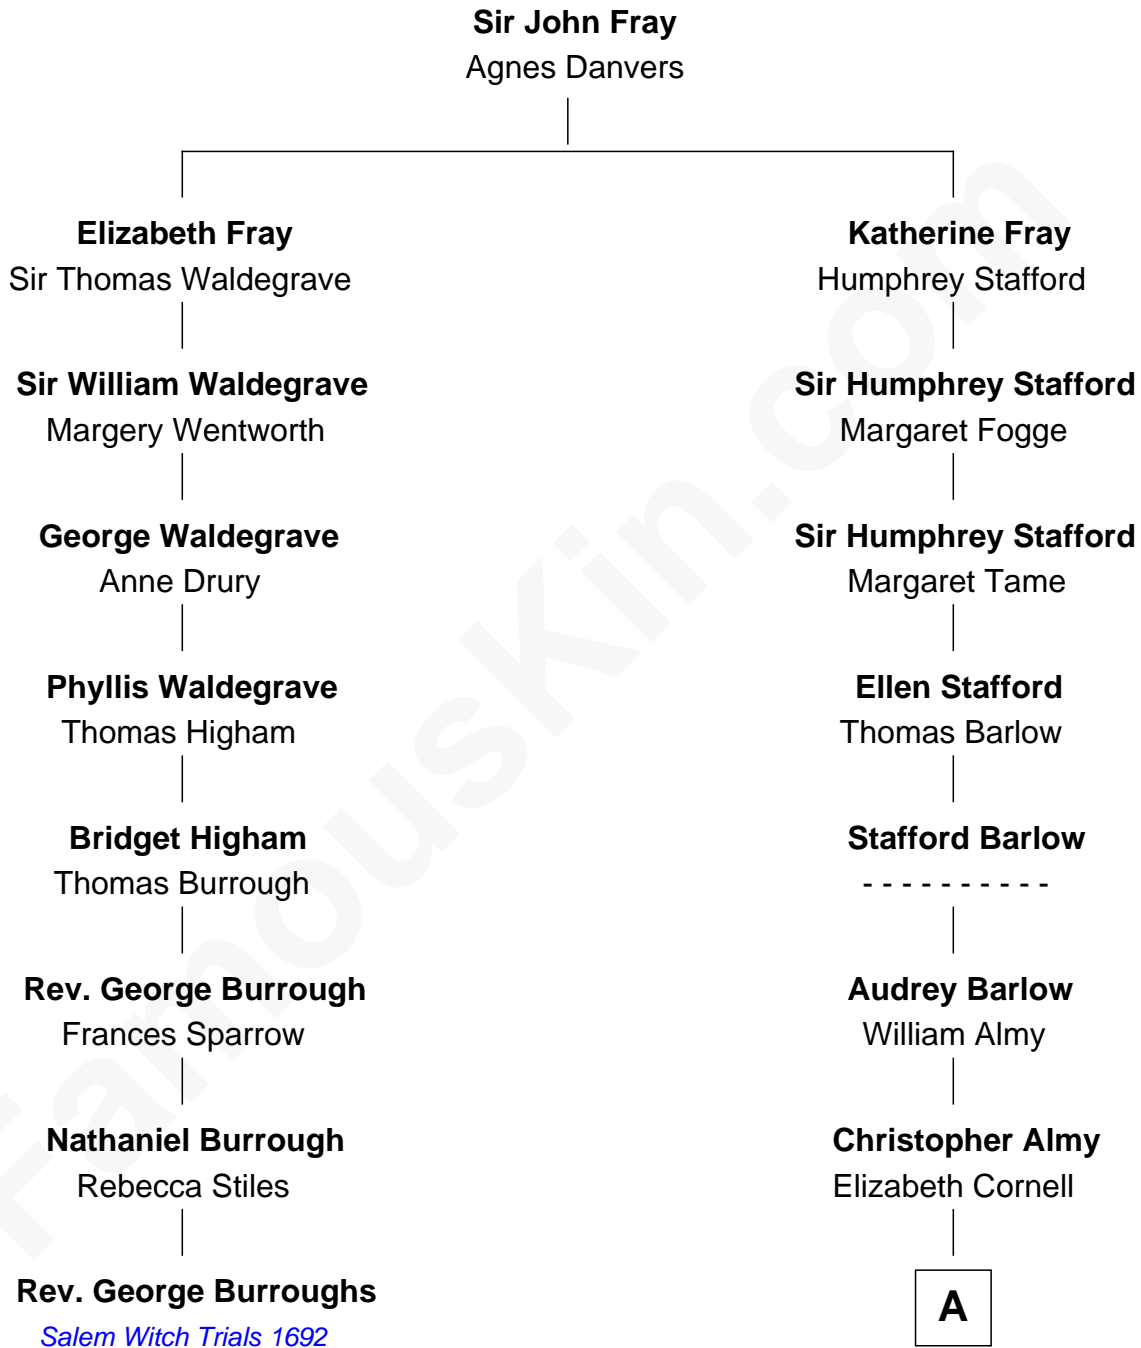 Sir John Fray
Agnes Danvers
Elizabeth Fray
Sir Thomas Waldegrave
Katherine Fray
Humphrey Stafford
Sir William Waldegrave
Margery Wentworth
Sir Humphrey Stafford
Margaret Fogge
George Waldegrave
Anne Drury
Sir Humphrey Stafford
Margaret Tame
Phyllis Waldegrave
Thomas Higham
Ellen Stafford
Thomas Barlow
Bridget Higham
Thomas Burrough
Stafford Barlow
- - - - - - - - - -
Rev. George Burrough
Frances Sparrow
Audrey Barlow
William Almy
Nathaniel Burrough
Rebecca Stiles
Christopher Almy
Elizabeth Cornell
Rev. George Burroughs
Salem Witch Trials 1692
A
FamousKin.com